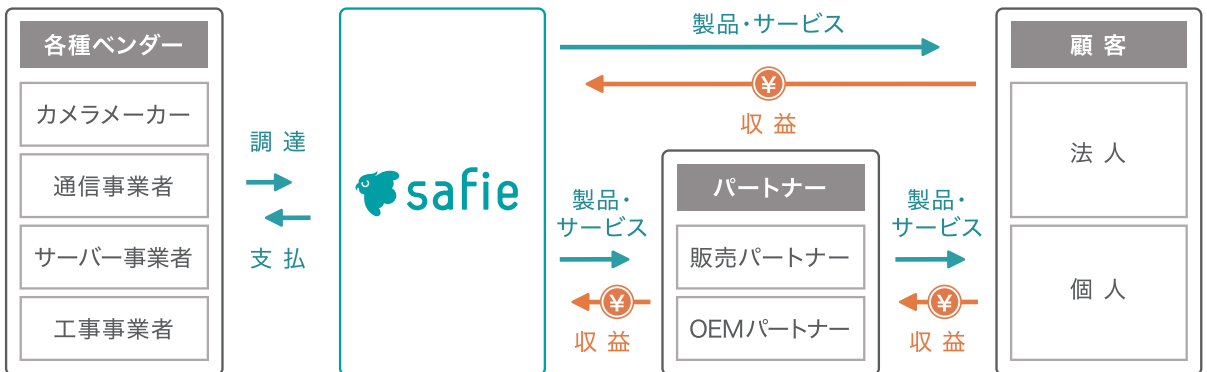 各種ベンダー
カメラメーカー
通信事業者
サーバー事業者
工事事業者
調達
支払
safie
製品・サービス
¥
収益
製品・
サービス
¥
収益
パートナー
販売パートナー
OEMパートナー
製品・
サービス
¥
収益
顧客
法人
個人